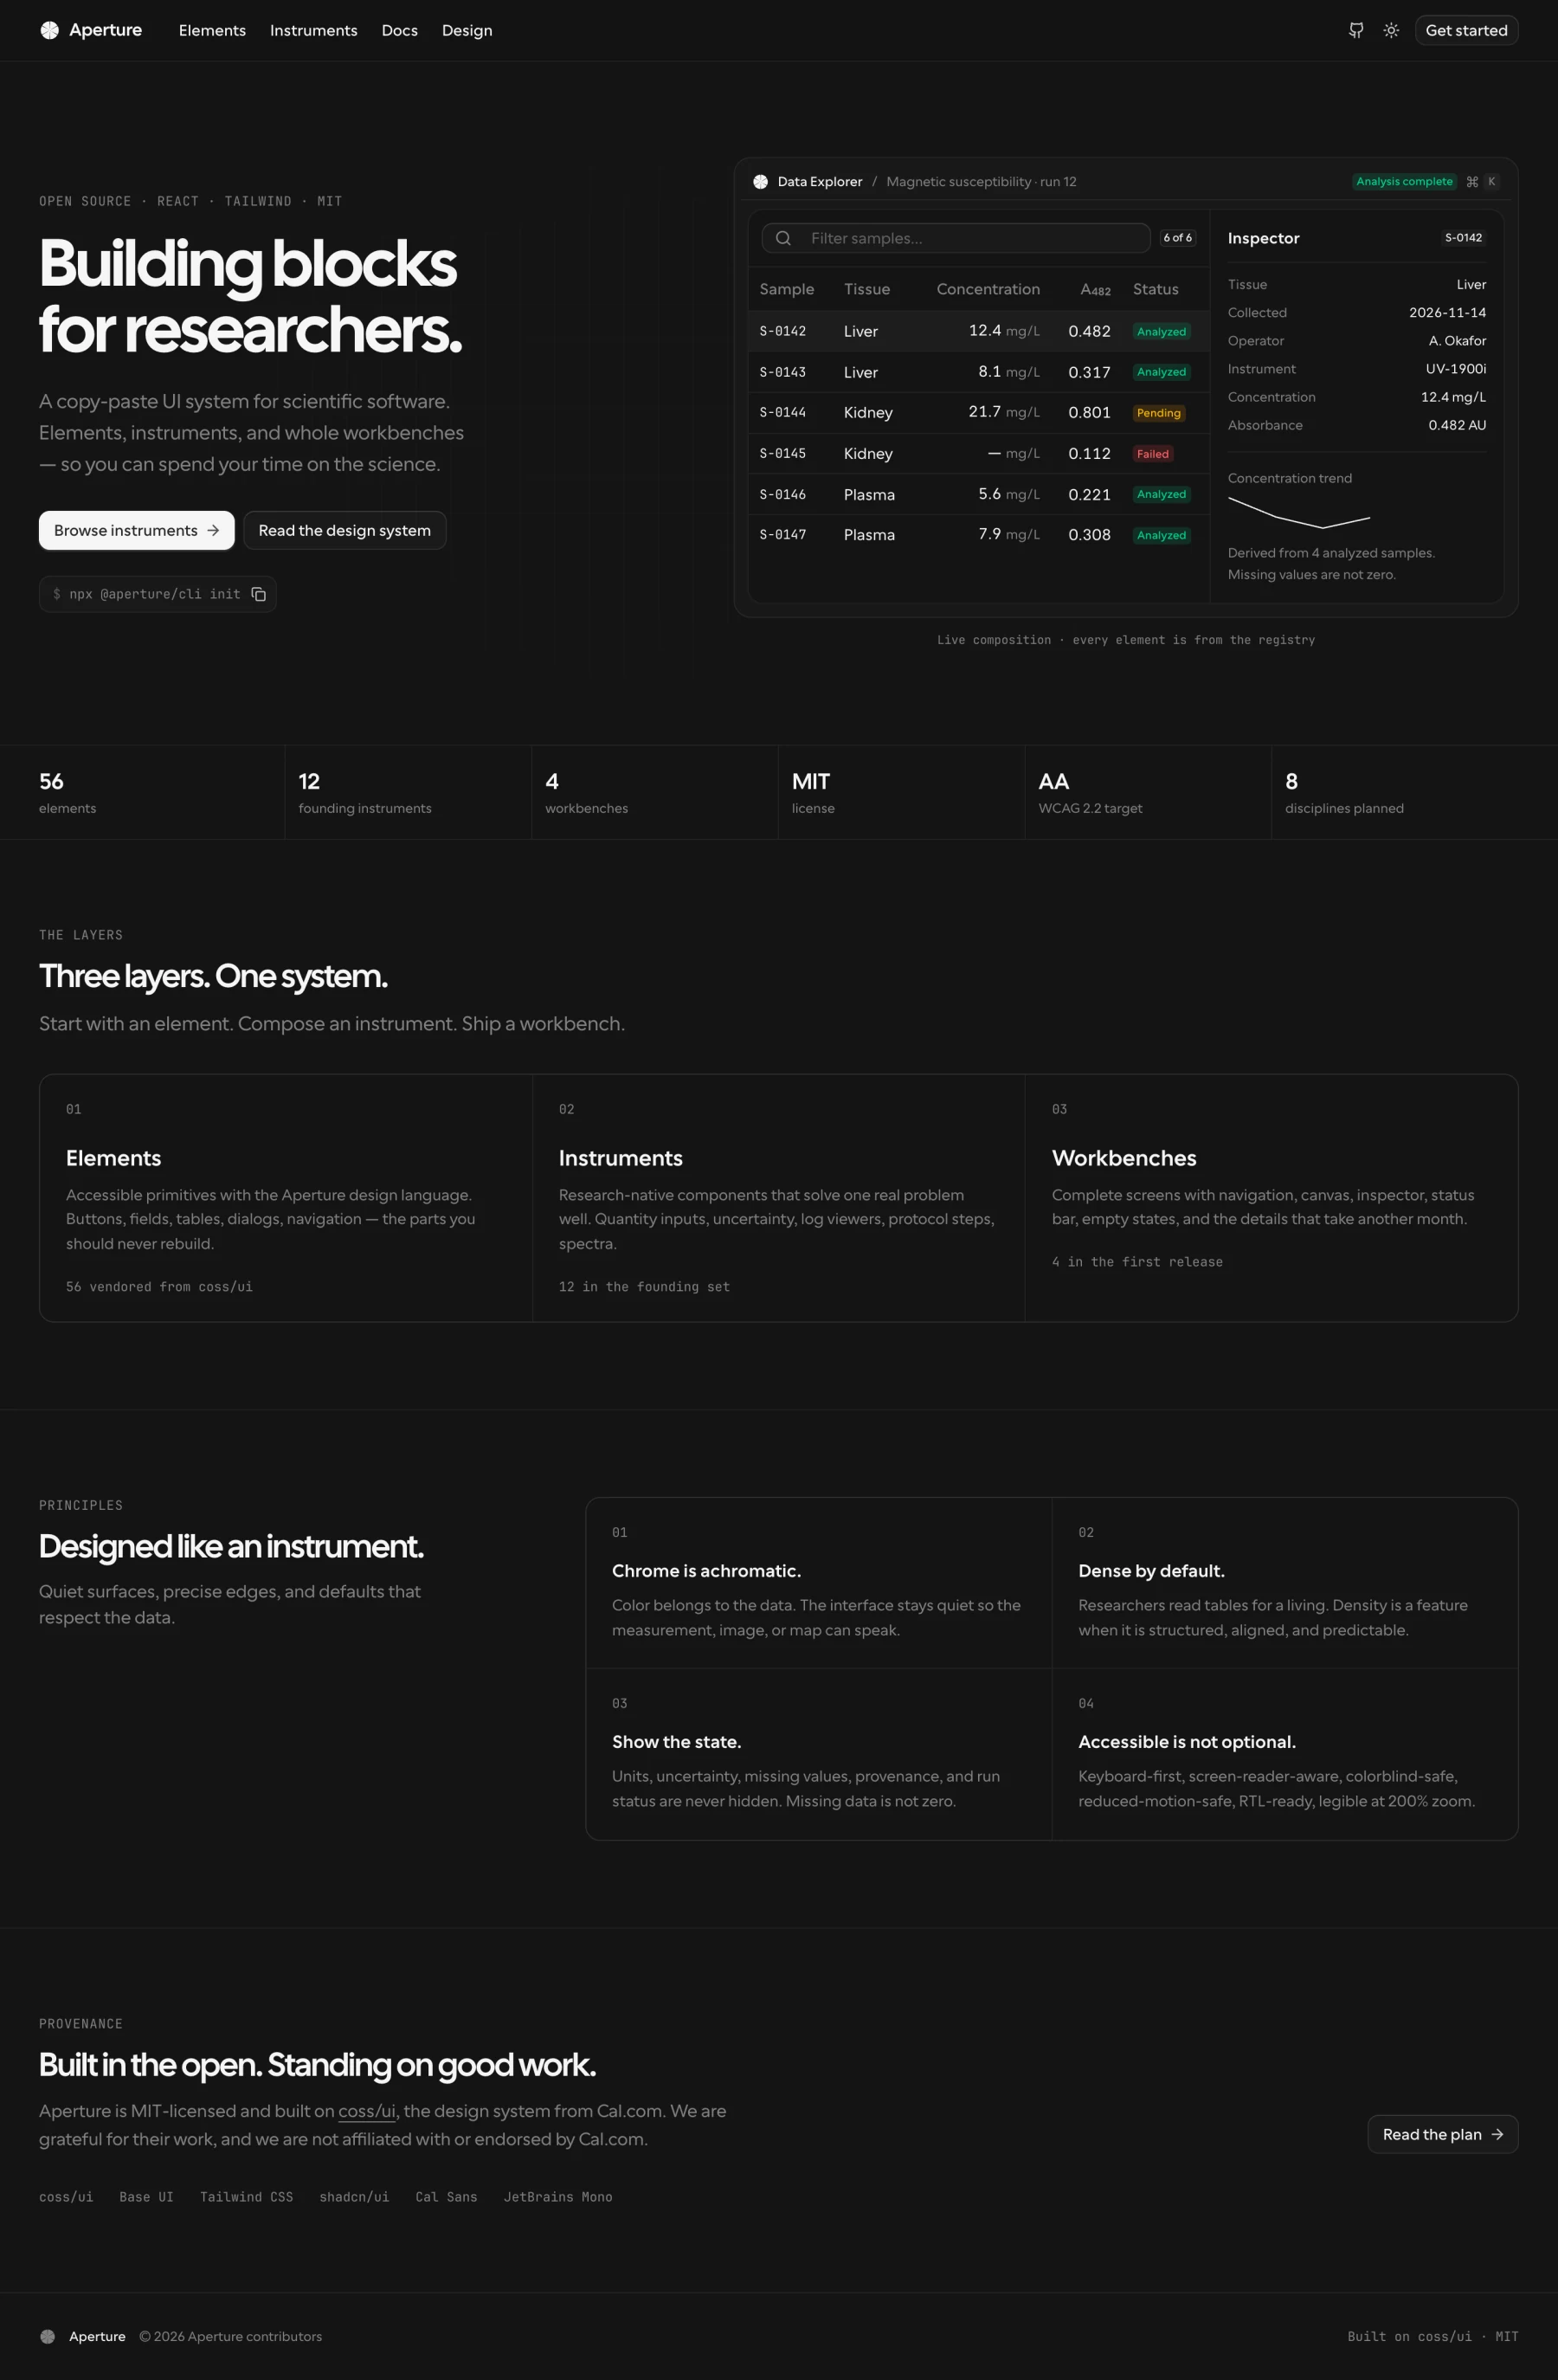 Aperture Elements Instruments Docs Design Get started
OPEN SOURCE · REACT · TAILWIND · MIT
Building blocks
for researchers.
A copy-paste UI system for scientific software.
Elements, instruments, and whole workbenches
— so you can spend your time on the science.
Browse instruments → Read the design system
$ npx @aperture/cli init
Data Explorer / Magnetic susceptibility · run 12 Analysis complete ⌘ K
Filter samples... 6 of 6
Sample Tissue Concentration A₄₈₂ Status
S-0142 Liver 12.4 mg/L 0.482 Analyzed
S-0143 Liver 8.1 mg/L 0.317 Analyzed
S-0144 Kidney 21.7 mg/L 0.801 Pending
S-0145 Kidney — mg/L 0.112 Failed
S-0146 Plasma 5.6 mg/L 0.221 Analyzed
S-0147 Plasma 7.9 mg/L 0.308 Analyzed
Inspector S-0142
Tissue Liver
Collected 2026-11-14
Operator A. Okafor
Instrument UV-1900i
Concentration 12.4 mg/L
Absorbance 0.482 AU
Concentration trend
Derived from 4 analyzed samples.
Missing values are not zero.
Live composition · every element is from the registry
56
elements
12
founding instruments
4
workbenches
MIT
license
AA
WCAG 2.2 target
8
disciplines planned
THE LAYERS
Three layers. One system.
Start with an element. Compose an instrument. Ship a workbench.
01
Elements
Accessible primitives with the Aperture design language.
Buttons, fields, tables, dialogs, navigation — the parts you
should never rebuild.
56 vendored from coss/ui
02
Instruments
Research-native components that solve one real problem
well. Quantity inputs, uncertainty, log viewers, protocol steps,
spectra.
12 in the founding set
03
Workbenches
Complete screens with navigation, canvas, inspector, status
bar, empty states, and the details that take another month.
4 in the first release
PRINCIPLES
Designed like an instrument.
Quiet surfaces, precise edges, and defaults that
respect the data.
01
Chrome is achromatic.
Color belongs to the data. The interface stays quiet so the
measurement, image, or map can speak.
02
Dense by default.
Researchers read tables for a living. Density is a feature
when it is structured, aligned, and predictable.
03
Show the state.
Units, uncertainty, missing values, provenance, and run
status are never hidden. Missing data is not zero.
04
Accessible is not optional.
Keyboard-first, screen-reader-aware, colorblind-safe,
reduced-motion-safe, RTL-ready, legible at 200% zoom.
PROVENANCE
Built in the open. Standing on good work.
Aperture is MIT-licensed and built on coss/ui, the design system from Cal.com. We are
grateful for their work, and we are not affiliated with or endorsed by Cal.com.
Read the plan →
coss/ui Base UI Tailwind CSS shadcn/ui Cal Sans JetBrains Mono
Aperture © 2026 Aperture contributors Built on coss/ui · MIT